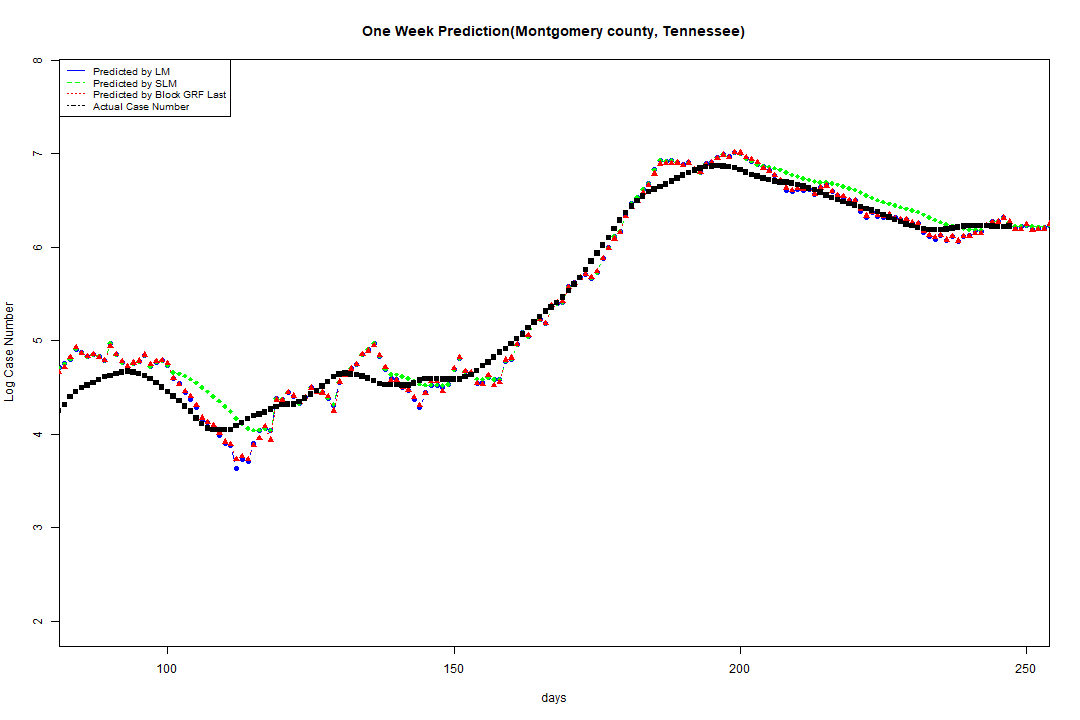 One Week Prediction(Montgomery county, Tennessee)
Predicted by LM
Predicted by SLM
Predicted by Block GRF Last
Actual Case Number
8
7
6
5
4
3
2
Log Case Number
100
150
200
250
days